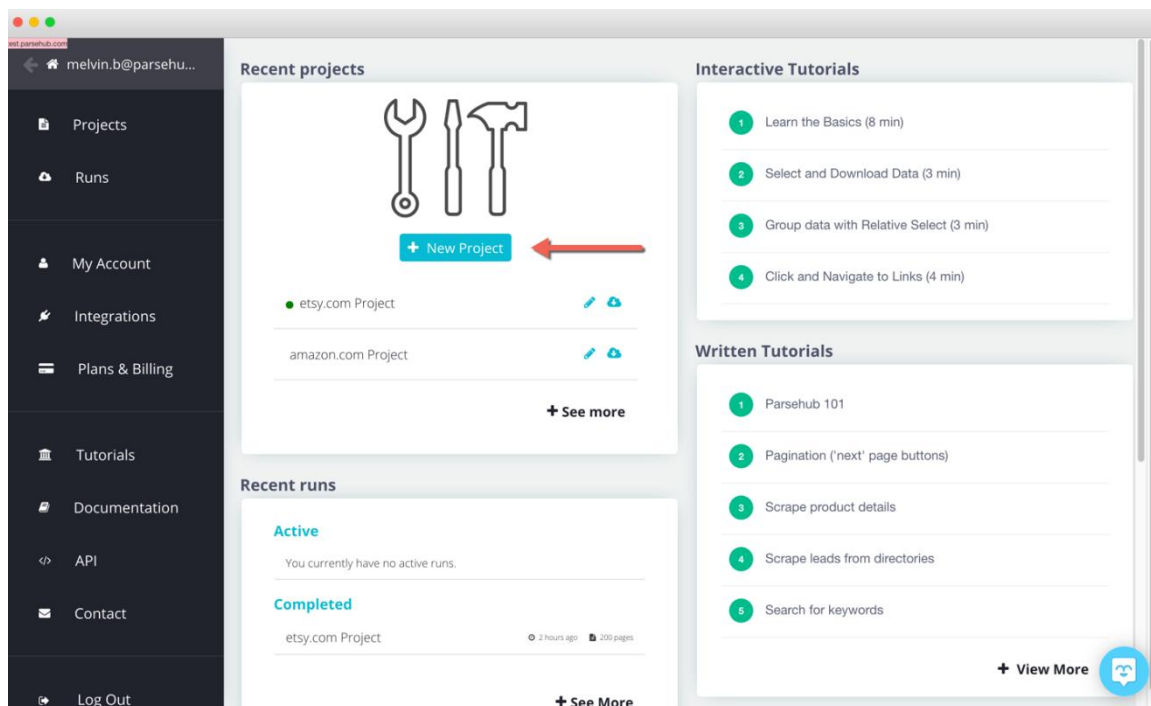 est.parsehub.com
melvin.b@parsehu...
Projects
Runs
My Account
Integrations
Plans & Billing
Tutorials
Documentation
API
Contact
Log Out
Recent projects
+ New Project
etsy.com Project
amazon.com Project
+ See more
Recent runs
Active
You currently have no active runs.
Completed
etsy.com Project 2 hours ago 200 pages
+ See More
Interactive Tutorials
1 Learn the Basics (8 min)
2 Select and Download Data (3 min)
3 Group data with Relative Select (3 min)
4 Click and Navigate to Links (4 min)
Written Tutorials
1 Parsehub 101
2 Pagination ('next' page buttons)
3 Scrape product details
4 Scrape leads from directories
5 Search for keywords
+ View More